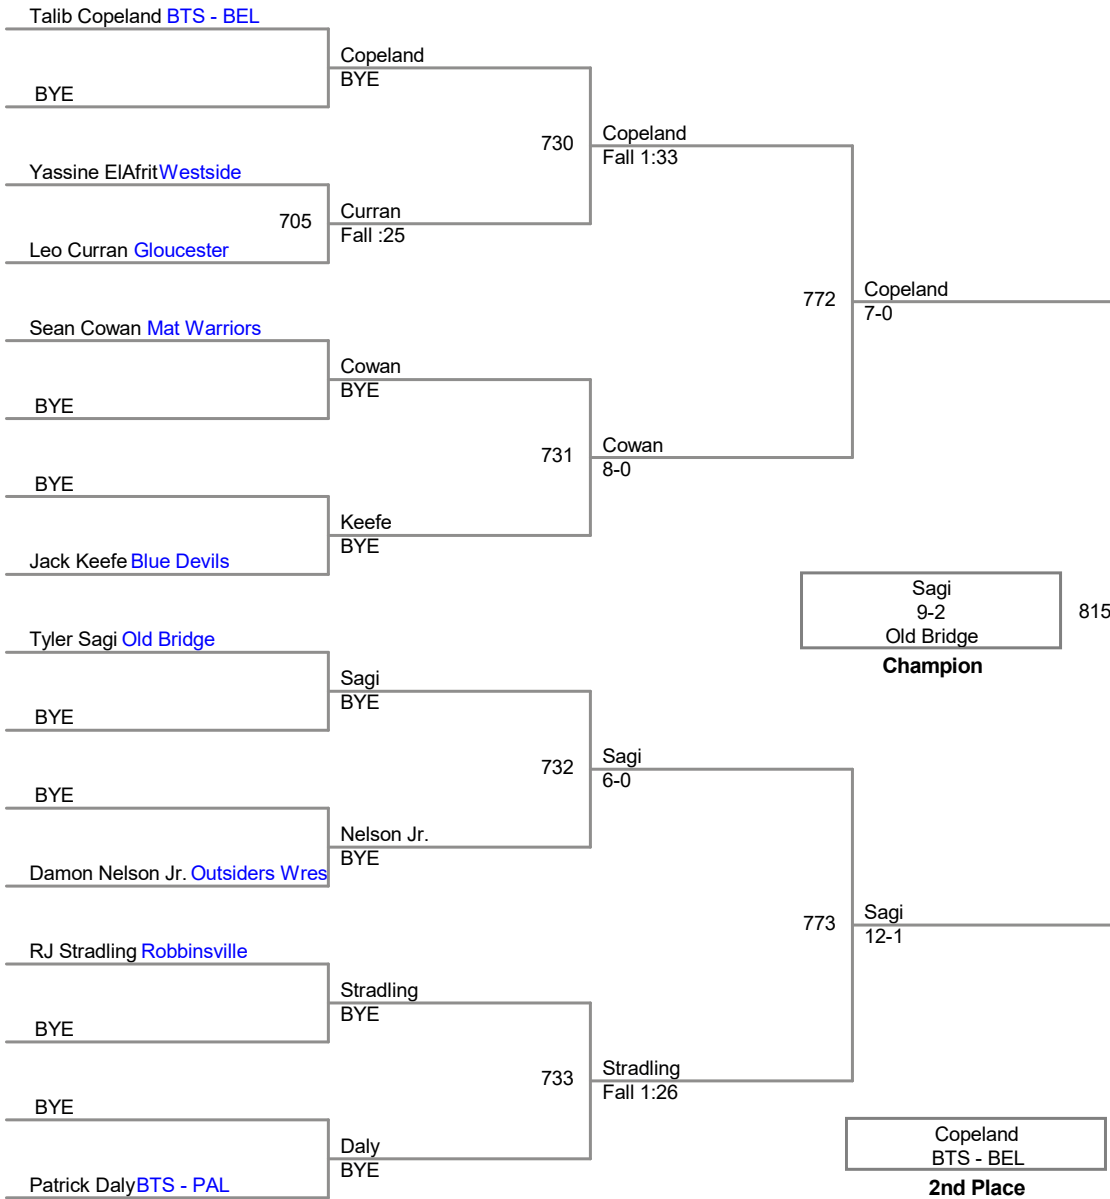 Talib Copeland BTS - BEL
Copeland
BYE
BYE
730
Copeland
Fall 1:33
Yassine ElAfrit Westside
705
Curran
Fall :25
Leo Curran Gloucester
772
Copeland
7-0
Sean Cowan Mat Warriors
Cowan
BYE
BYE
731
Cowan
8-0
BYE
Keefe
BYE
Jack Keefe Blue Devils
Sagi
9-2
Old Bridge
815
Champion
Tyler Sagi Old Bridge
Sagi
BYE
BYE
732
Sagi
6-0
BYE
Nelson Jr.
BYE
Damon Nelson Jr. Outsiders Wres
773
Sagi
12-1
RJ Stradling Robbinsville
Stradling
BYE
BYE
733
Stradling
Fall 1:26
BYE
Daly
BYE
Patrick Daly BTS - PAL
Copeland
BTS - BEL
2nd Place